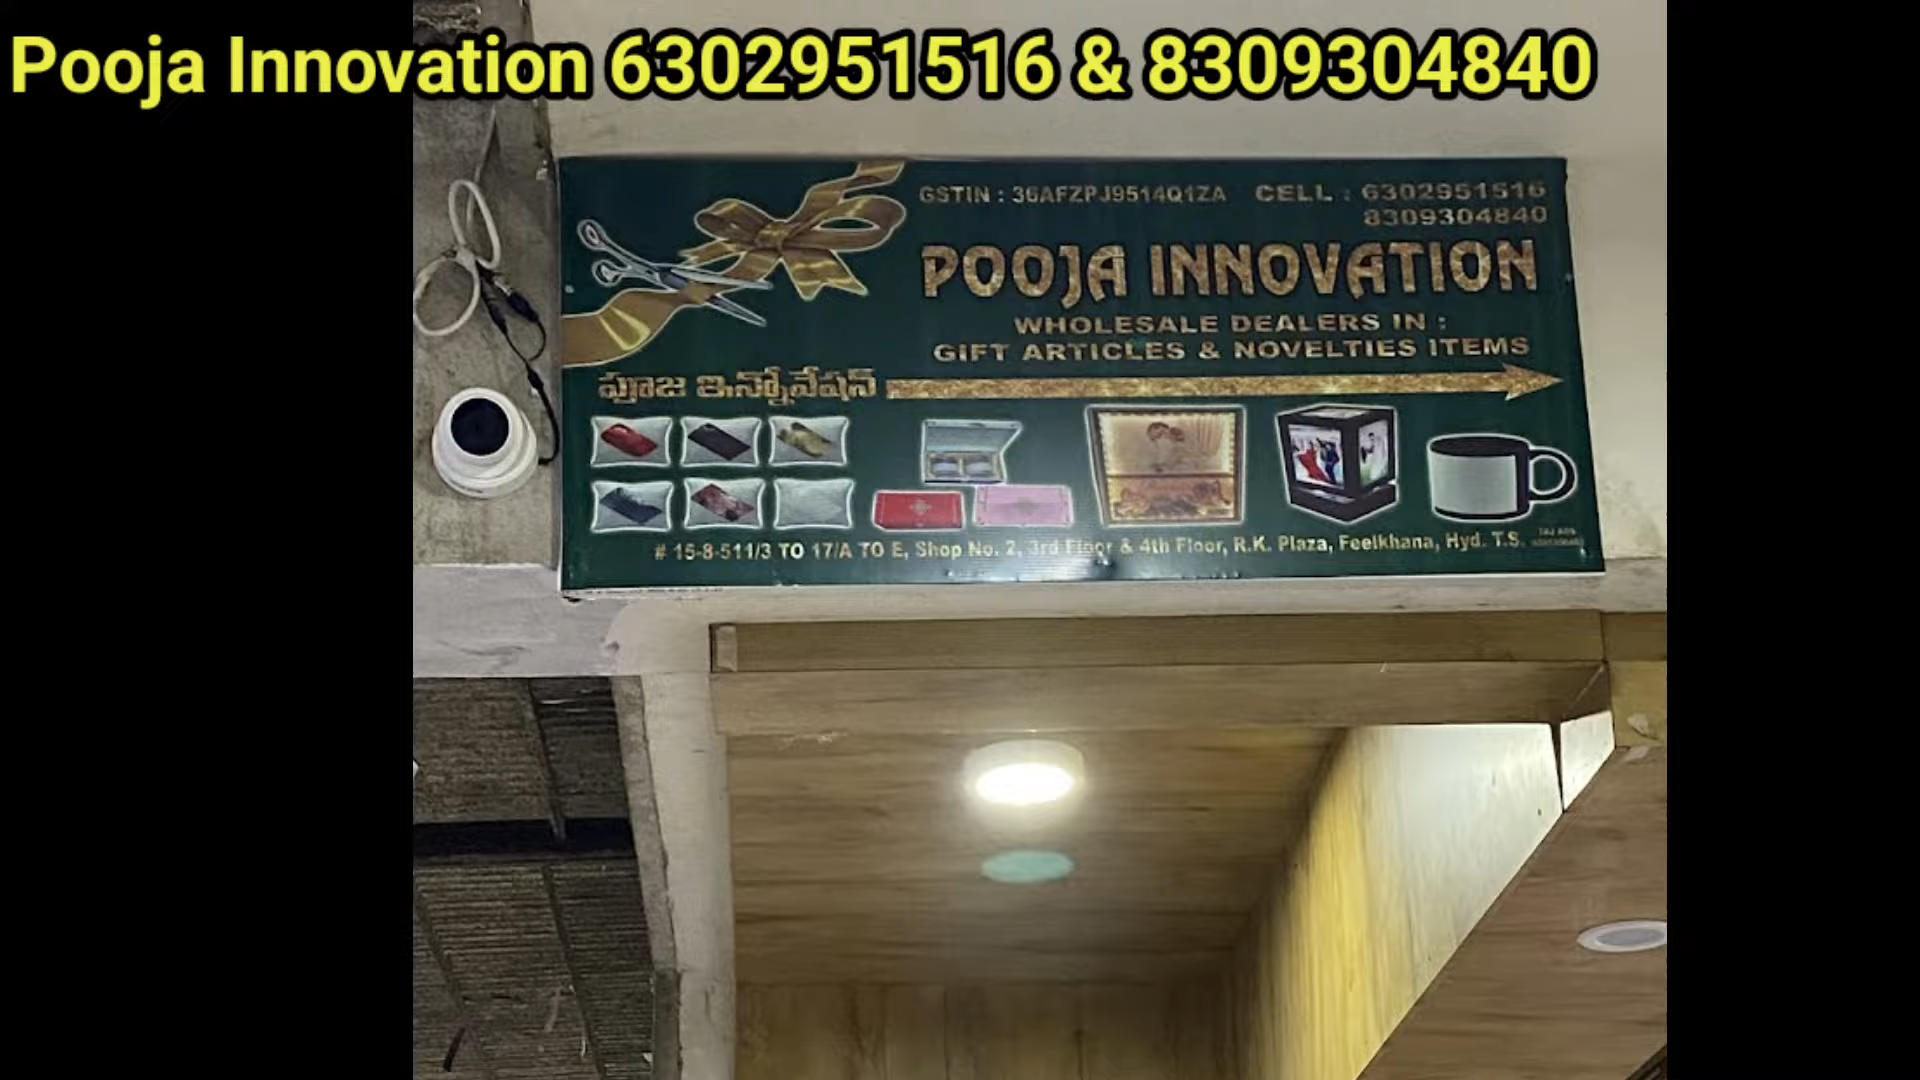 Pooja Innovation 6302951516 & 8309304840
GSTIN : 36AFZPJ9514Q1ZA CELL : 6302951516
8309304840
POOJA INNOVATION
WHOLESALE DEALERS IN :
GIFT ARTICLES & NOVELTIES ITEMS
పూజ ఇన్నోవేషన్
# 15-8-511/3 TO 17/A TO E, Shop No. 2, 3rd Floor & 4th Floor, R.K. Plaza, Feelkhana, Hyd. T.S.